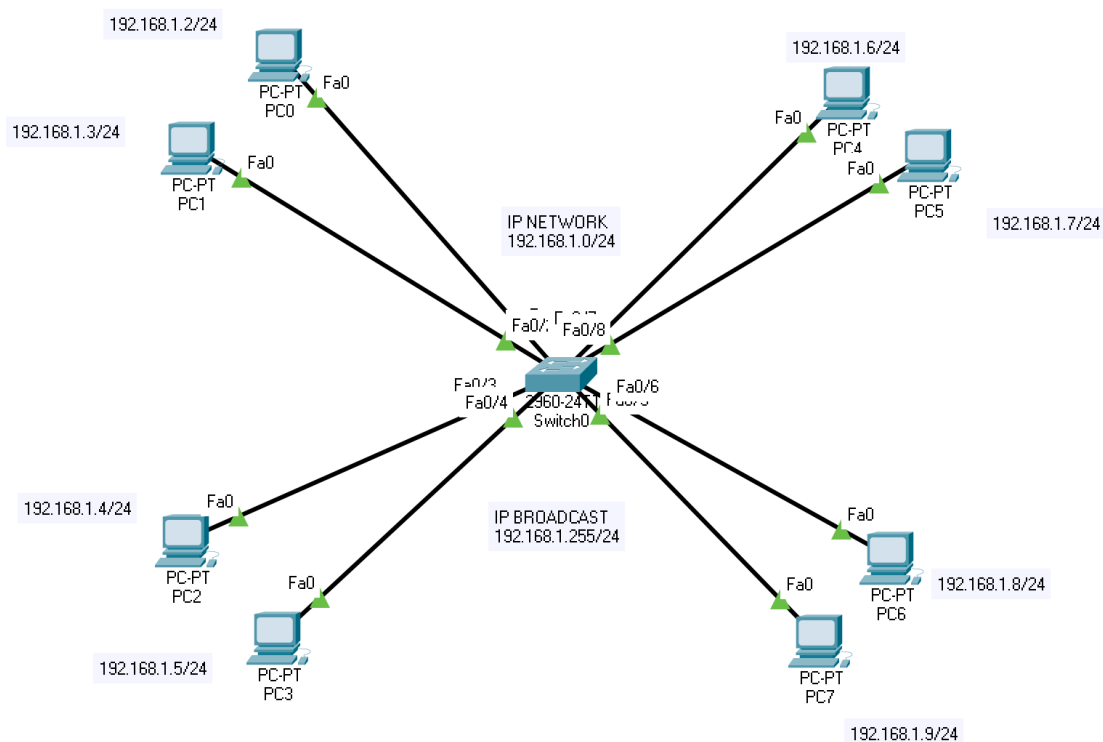 192.168.1.2/24
PC-PT
PC0
Fa0
192.168.1.3/24
PC-PT
PC1
Fa0
192.168.1.6/24
Fa0
PC-PT
PC4
Fa0
PC-PT
PC5
192.168.1.7/24
IP NETWORK
192.168.1.0/24
Fa0/8
Fa0/3
Fa0/4
Fa0/6
Switch0
192.168.1.4/24
Fa0
PC-PT
PC2
IP BROADCAST
192.168.1.255/24
Fa0
PC-PT
PC3
192.168.1.5/24
Fa0
PC-PT
PC6
192.168.1.8/24
Fa0
PC-PT
PC7
192.168.1.9/24